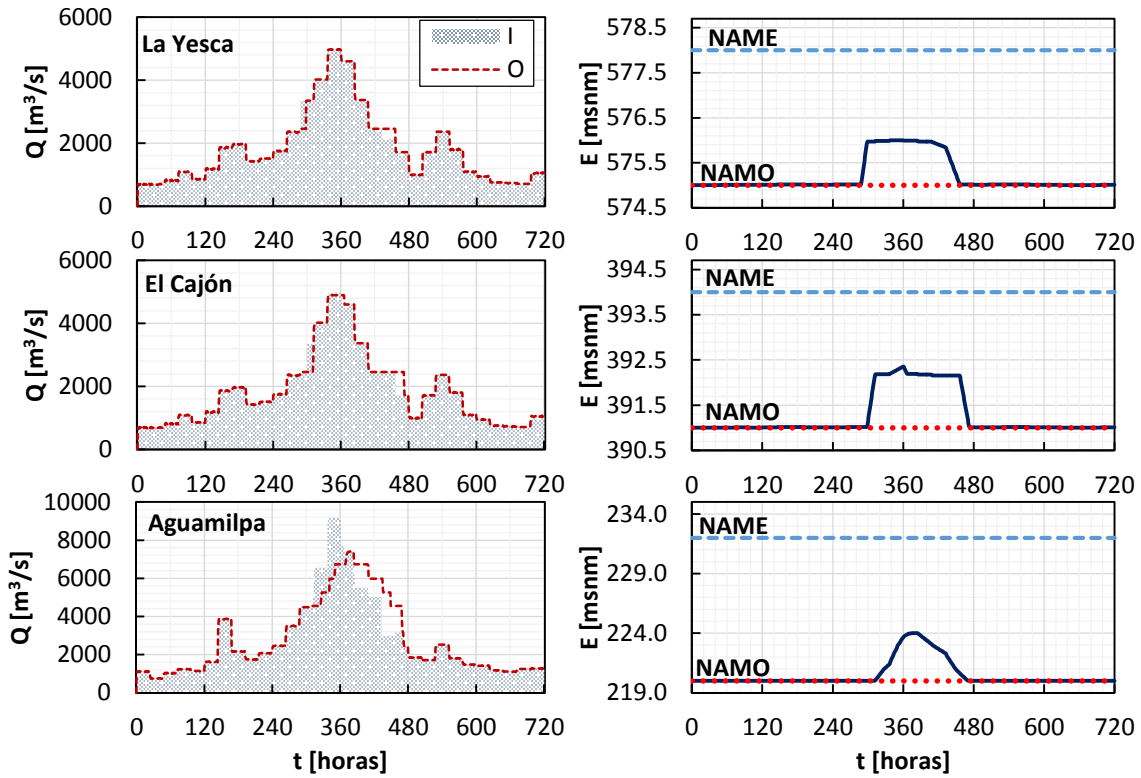 La Yesca
I
O
Q [m³/s]
6000
4000
2000
0
0 120 240 360 480 600 720
NAME
NAMO
E [msnm]
578.5
577.5
576.5
575.5
574.5
0 120 240 360 480 600 720
El Cajón
Q [m³/s]
6000
4000
2000
0
0 120 240 360 480 600 720
NAME
NAMO
E [msnm]
394.5
393.5
392.5
391.5
390.5
0 120 240 360 480 600 720
Aguamilpa
Q [m³/s]
10000
8000
6000
4000
2000
0
0 120 240 360 480 600 720
t [horas]
NAME
NAMO
E [msnm]
234.0
229.0
224.0
219.0
0 120 240 360 480 600 720
t [horas]